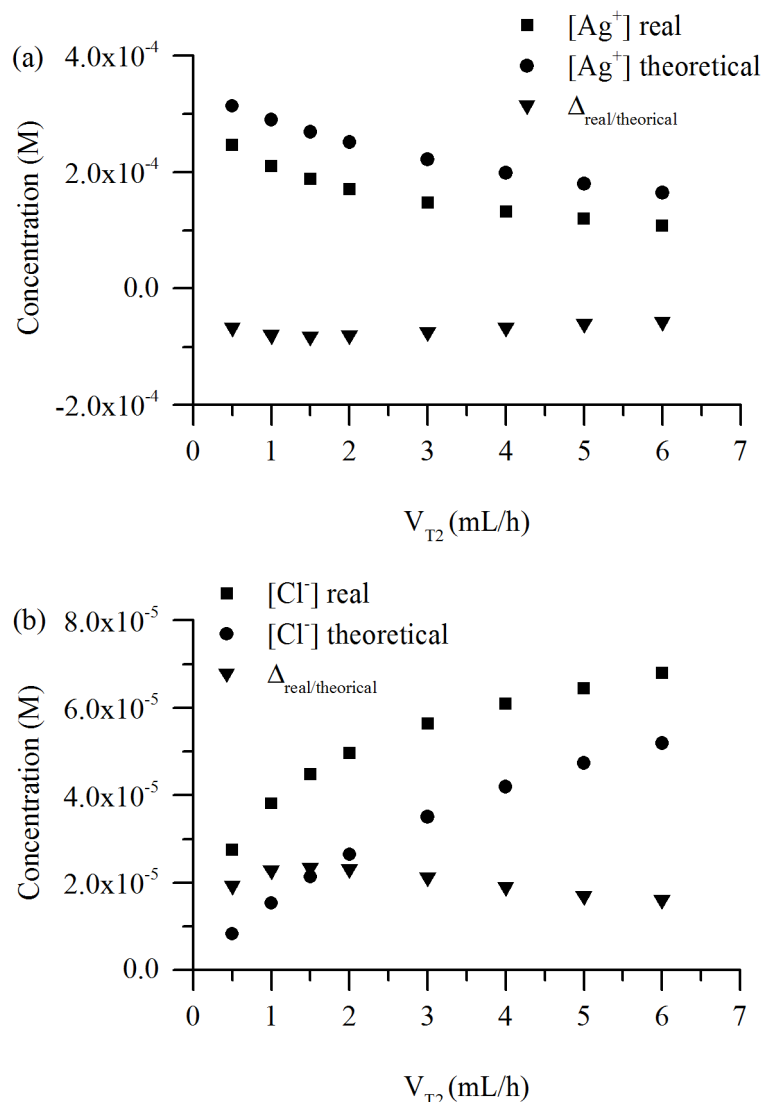 (a)
[Ag⁺] real
[Ag⁺] theoretical
Δreal/theorical
Concentration (M)
4.0x10⁻⁴
2.0x10⁻⁴
0.0
-2.0x10⁻⁴
0 1 2 3 4 5 6 7
V_T2 (mL/h)
(b)
[Cl⁻] real
[Cl⁻] theoretical
Δreal/theorical
Concentration (M)
8.0x10⁻⁵
6.0x10⁻⁵
4.0x10⁻⁵
2.0x10⁻⁵
0.0
0 1 2 3 4 5 6 7
V_T2 (mL/h)